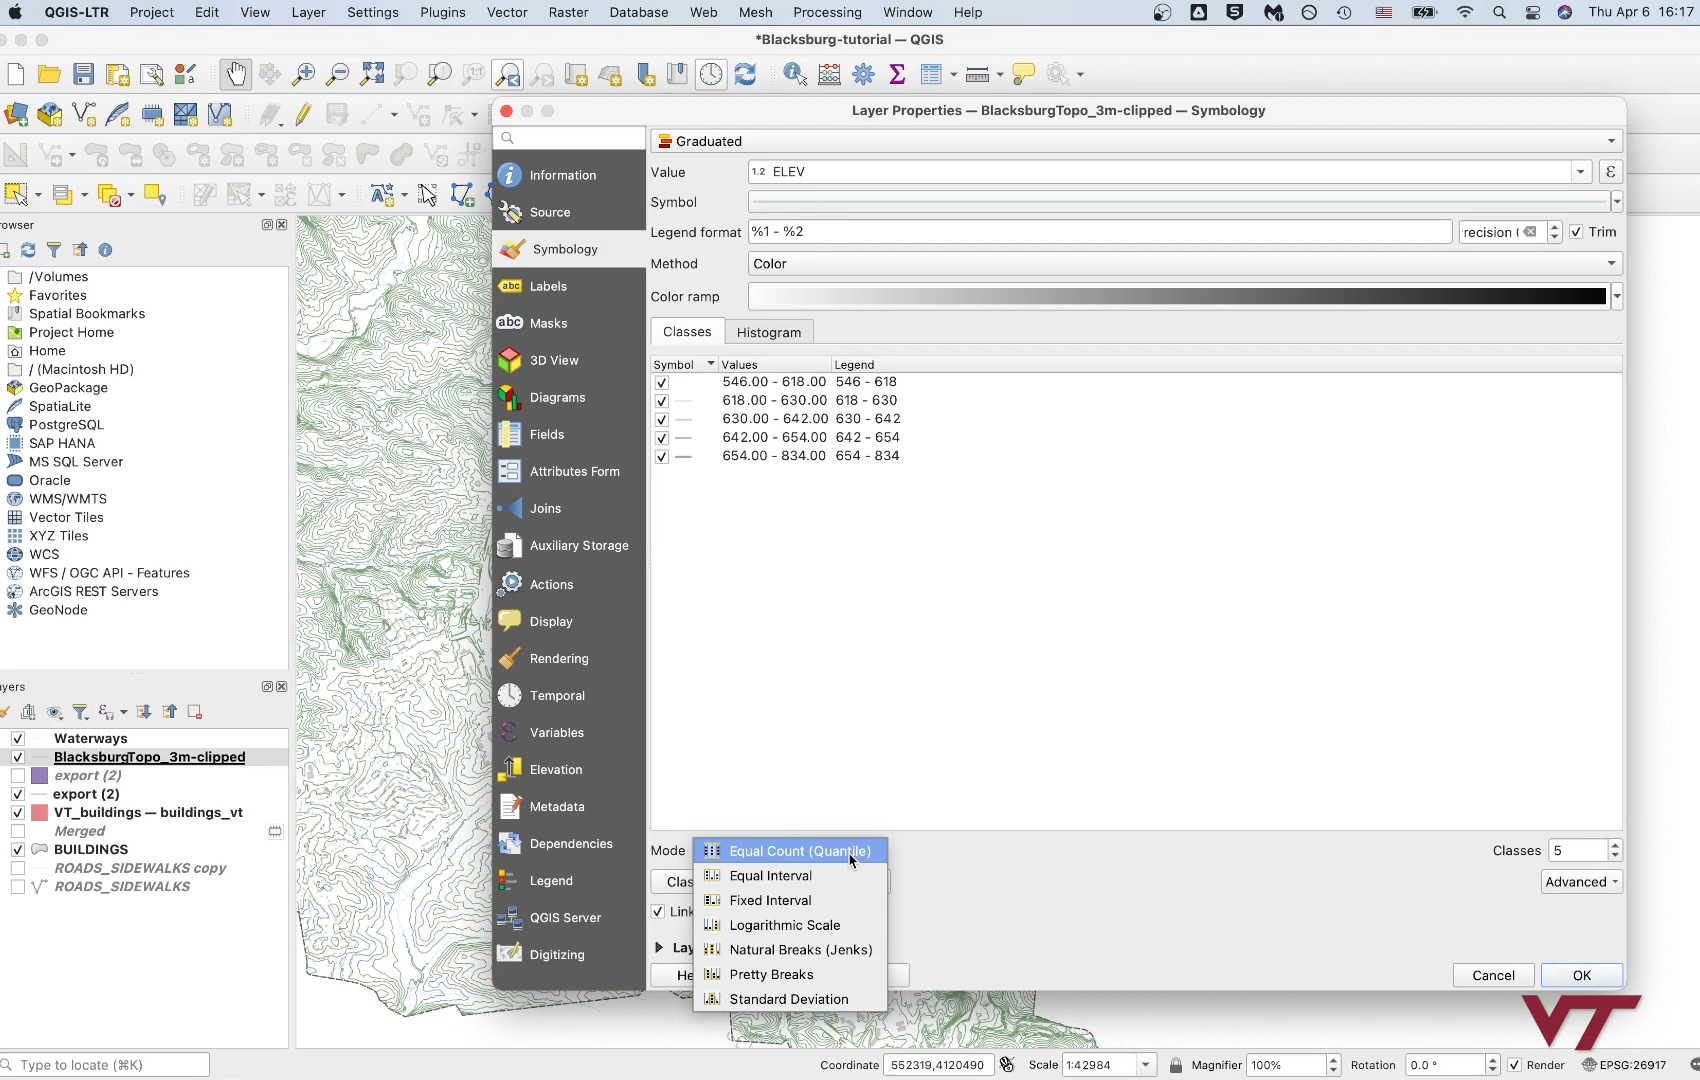 QGIS-LTR Project Edit View Layer Settings Plugins Vector Raster Database Web Mesh Processing Window Help Thu Apr 6 16:17
*Blacksburg-tutorial — QGIS
Layer Properties — BlacksburgTopo_3m-clipped — Symbology
Graduated
Information
Value 1.2 ELEV
Source
Symbol
Legend format %1 - %2 recision ( Trim
rowser
Symbology
Method Color
/Volumes
Labels
Color ramp
Favorites
Spatial Bookmarks
Masks
Classes Histogram
Project Home
Home
3D View
Symbol Values Legend
/ (Macintosh HD)
546.00 - 618.00 546 - 618
GeoPackage
Diagrams
618.00 - 630.00 618 - 630
SpatiaLite
630.00 - 642.00 630 - 642
PostgreSQL
Fields
642.00 - 654.00 642 - 654
SAP HANA
654.00 - 834.00 654 - 834
MS SQL Server
Attributes Form
Oracle
WMS/WMTS
Joins
Vector Tiles
XYZ Tiles
Auxiliary Storage
WCS
WFS / OGC API - Features
Actions
ArcGIS REST Servers
GeoNode
Display
Rendering
yers
Temporal
Waterways
Variables
BlacksburgTopo_3m-clipped
Elevation
export (2)
export (2)
Metadata
VT_buildings — buildings_vt
Merged
Dependencies
BUILDINGS
Mode Equal Count (Quantile) Classes 5
ROADS_SIDEWALKS copy
Legend
Clas Equal Interval Advanced
ROADS_SIDEWALKS
Fixed Interval
QGIS Server
Link Logarithmic Scale
Digitizing
Lay Natural Breaks (Jenks)
He Pretty Breaks Cancel OK
Standard Deviation
VT
Type to locate (⌘K) Coordinate 552319,4120490 Scale 1:42984 Magnifier 100% Rotation 0.0 ° Render EPSG:26917